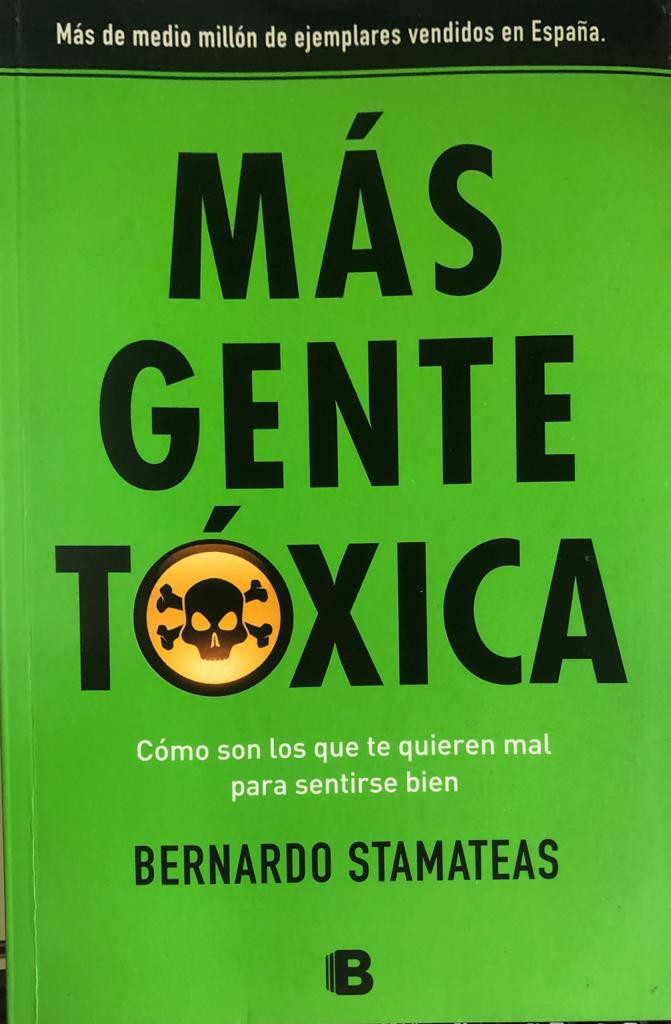 Más de medio millón de ejemplares vendidos en España.
MÁS
GENTE
TÓXICA
Cómo son los que te quieren mal
para sentirse bien
BERNARDO STAMATEAS
B